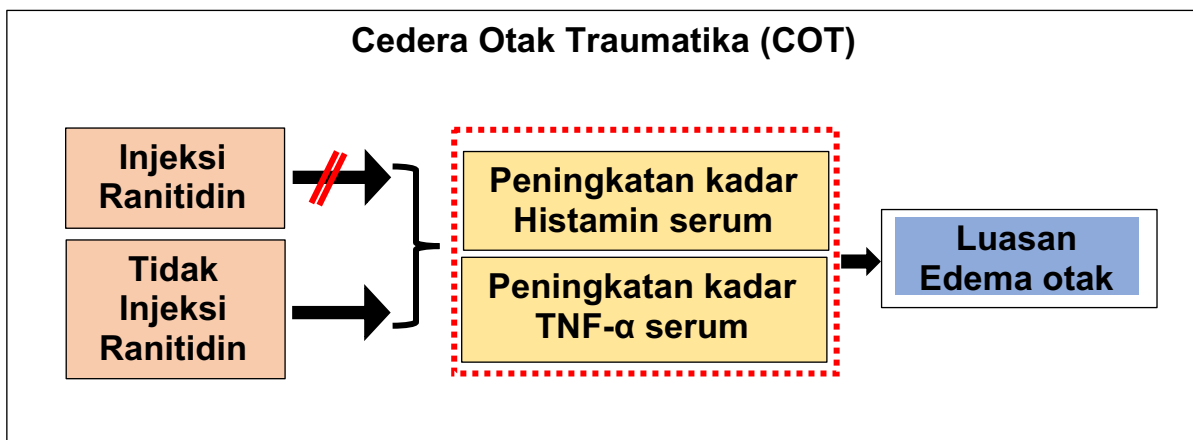 Cedera Otak Traumatika (COT)
Injeksi
Ranitidin
Tidak
Injeksi
Ranitidin
Peningkatan kadar
Histamin serum
Peningkatan kadar
TNF-α serum
Luasan
Edema otak